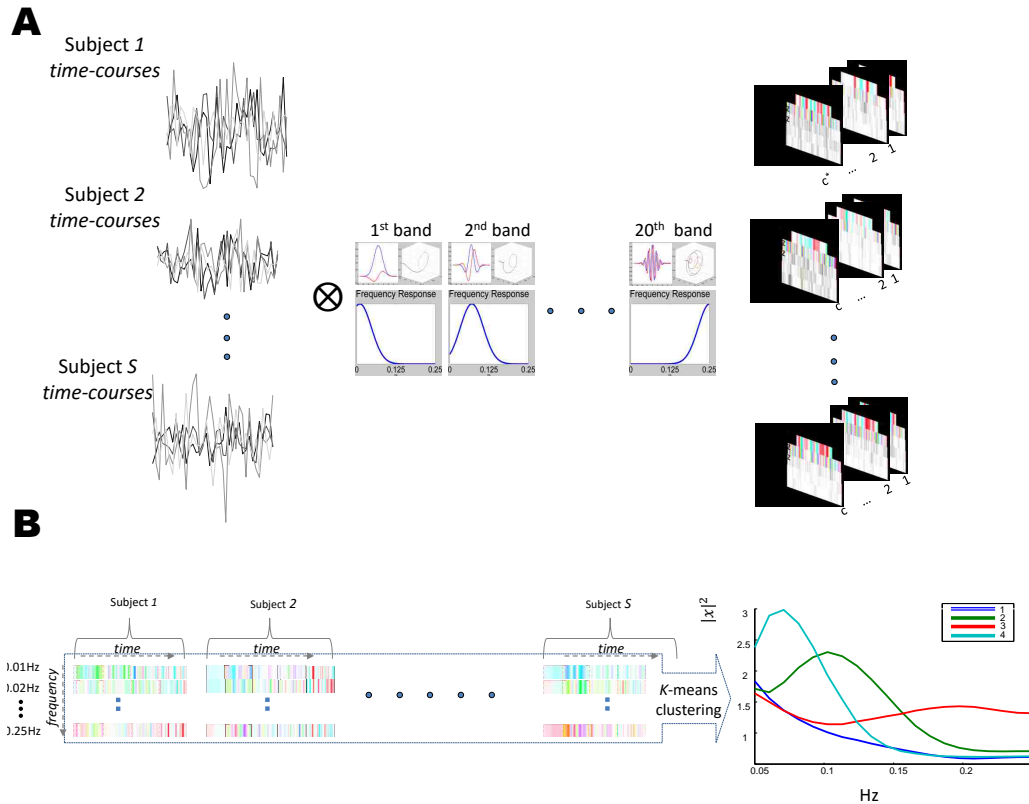 A
Subject 1
time-courses
Subject 2
time-courses
Subject S
time-courses
1st band
2nd band
20th band
Frequency Response
Frequency Response
Frequency Response
0 0.125 0.25
0 0.125 0.25
0 0.125 0.25
c* ... 2 1
c ... 2 1
c ... 2 1
B
Subject 1
Subject 2
Subject S
time
time
time
frequency
0.01Hz
0.02Hz
0.25Hz
K-means
clustering
|x|2
3
2.5
2
1.5
1
0.05 0.1 0.15 0.2
Hz
1
2
3
4